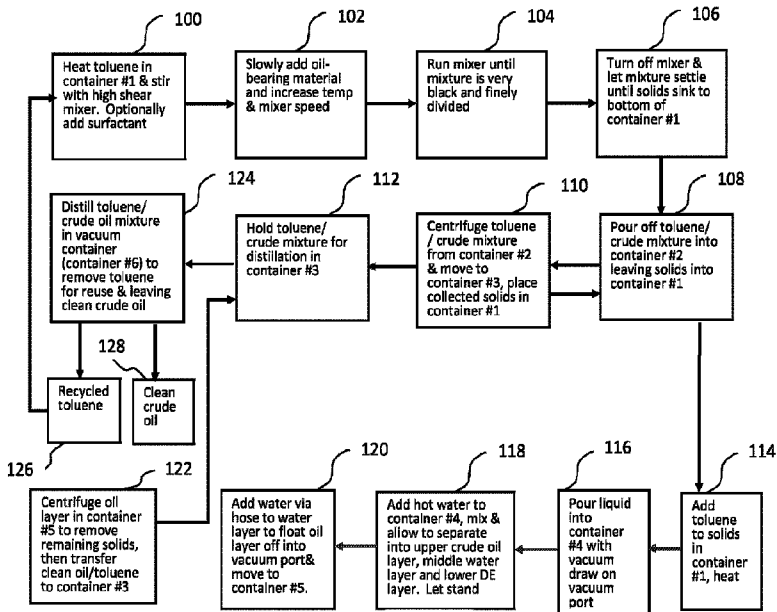 100
102
104
106
Heat toluene in
container #1 & stir
with high shear
mixer. Optionally
add surfactant
Slowly add oil-
bearing material
and increase temp
& mixer speed
Run mixer until
mixture is very
black and finely
divided
Turn off mixer &
let mixture settle
until solids sink to
bottom of
container #1
124
112
110
108
Distill toluene/
crude oil mixture
in vacuum
container
(container #6) to
remove toluene
for reuse & leaving
clean crude oil
Hold toluene/
crude mixture for
distillation in
container #3
Centrifuge toluene
/ crude mixture
from container #2
& move to
container #3, place
collected solids in
container #1
Pour off toluene/
crude mixture into
container #2
leaving solids into
container #1
128
Recycled
toluene
Clean
crude
oil
126
122
120
118
116
114
Centrifuge oil
layer in container
#5 to remove
remaining solids,
then transfer
clean oil/toluene to
container #3
Add water via
hose to water
layer to float oil
layer off into
vacuum port&
move to
container #5.
Add hot water to
container #4, mix &
allow to separate
into upper crude oil
layer, middle water
layer and lower DE
layer. Let stand
Pour liquid
into
container
#4 with
vacuum
draw on
vacuum
port
Add
toluene
to solids
in
container
#1, heat